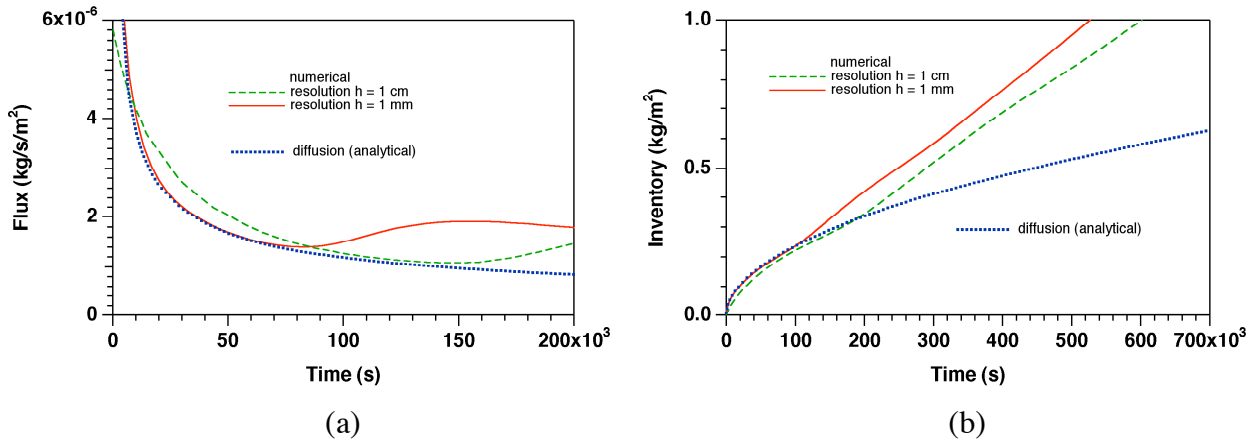 6x10⁻⁶
4
2
0
Flux (kg/s/m²)
numerical
resolution h = 1 cm
resolution h = 1 mm
diffusion (analytical)
0 50 100 150 200x10³
Time (s)
(a)
1.0
0.5
0.0
Inventory (kg/m²)
numerical
resolution h = 1 cm
resolution h = 1 mm
diffusion (analytical)
0 100 200 300 400 500 600 700x10³
Time (s)
(b)